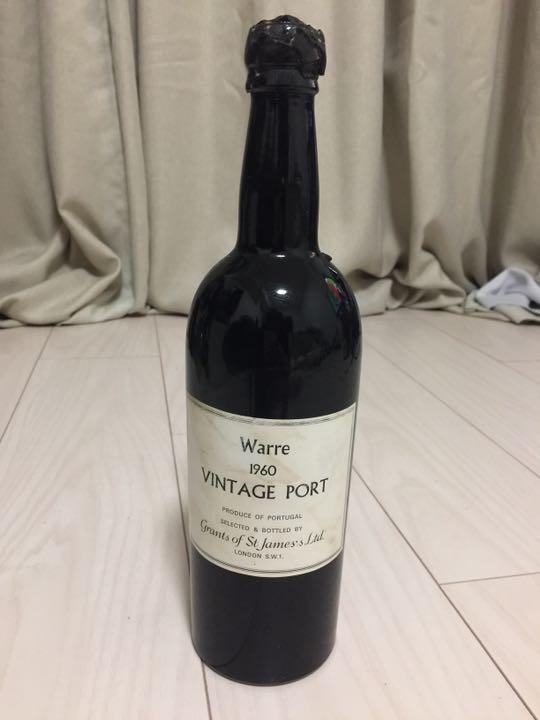 Warre
1960
VINTAGE PORT
PRODUCE OF PORTUGAL
SELECTED & BOTTLED BY
Grants of St. James's Ltd.
LONDON S.W.1.